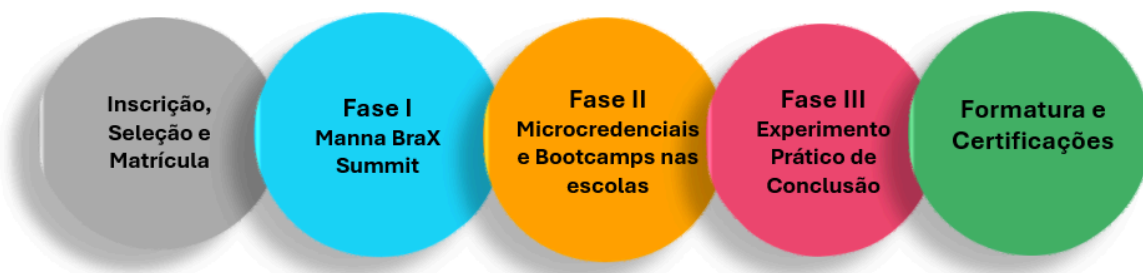 Inscrição,
Seleção e
Matrícula
Fase I
Manna BraX
Summit
Fase II
Microcredenciais
e Bootcamps nas
escolas
Fase III
Experimento
Prático de
Conclusão
Formatura e
Certificações